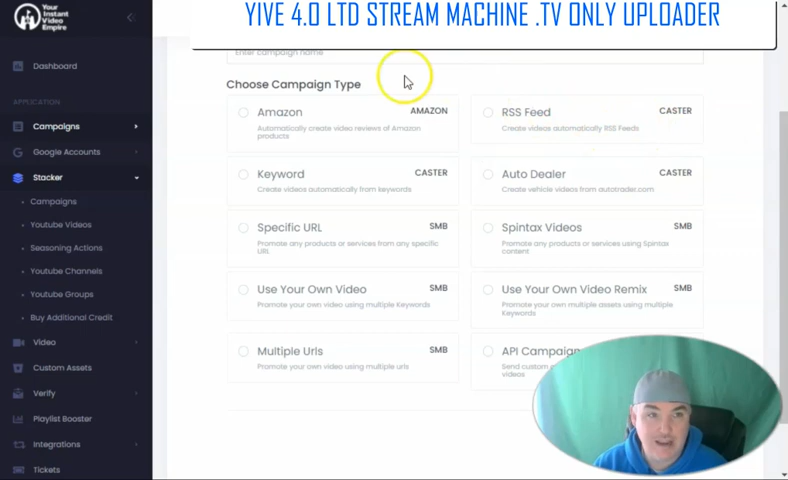 YIVE 4.0 LTD STREAM MACHINE .TV ONLY UPLOADER
YOUR
INSTANT
VIDEO
EMPIRE
Enter campaign name
Dashboard
APPLICATION
Campaigns
Google Accounts
Stacker
Campaigns
Youtube Videos
Seasoning Actions
Youtube Channels
Youtube Groups
Buy Additional Credit
Video
Custom Assets
Verify
Playlist Booster
Integrations
Tickets
Choose Campaign Type
Amazon AMAZON
Automatically create video reviews of Amazon
products
RSS Feed CASTER
Create videos automatically RSS Feeds
Keyword CASTER
Create videos automatically from keywords
Auto Dealer CASTER
Create vehicle videos from autotrader.com
Specific URL SMB
Promote any products or services from any specific
URL
Spintax Videos SMB
Promote any products or services using Spintax
content
Use Your Own Video SMB
Promote your own video using multiple Keywords
Use Your Own Video Remix SMB
Promote your own multiple assets using multiple
Keywords
Multiple Urls SMB
Promote your own video using multiple urls
API Campaign
Send custom
videos